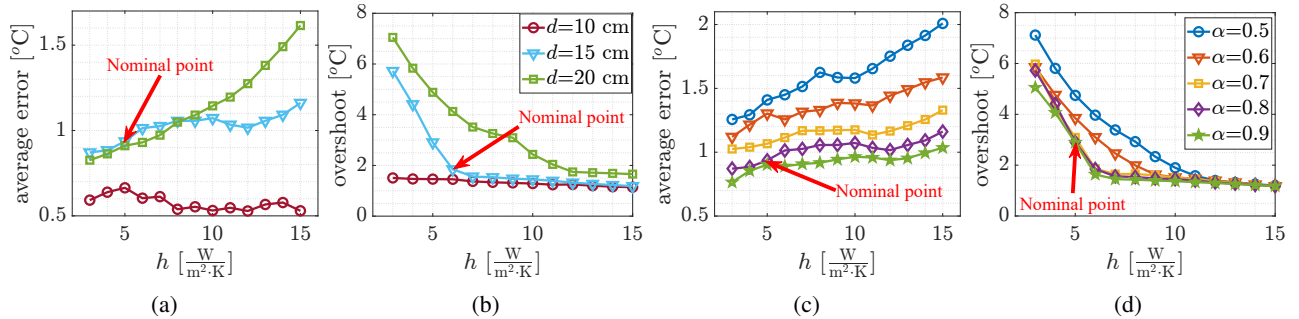 average error [°C]
1.5
1
0.5
Nominal point
5
10
15
h [W/m²·K]
(a)
overshoot [°C]
8
6
4
2
0
d=10 cm
d=15 cm
d=20 cm
Nominal point
5
10
15
h [W/m²·K]
(b)
average error [°C]
2
1.5
1
0.5
Nominal point
5
10
15
h [W/m²·K]
(c)
overshoot [°C]
8
6
4
2
0
α=0.5
α=0.6
α=0.7
α=0.8
α=0.9
Nominal point
5
10
15
h [W/m²·K]
(d)